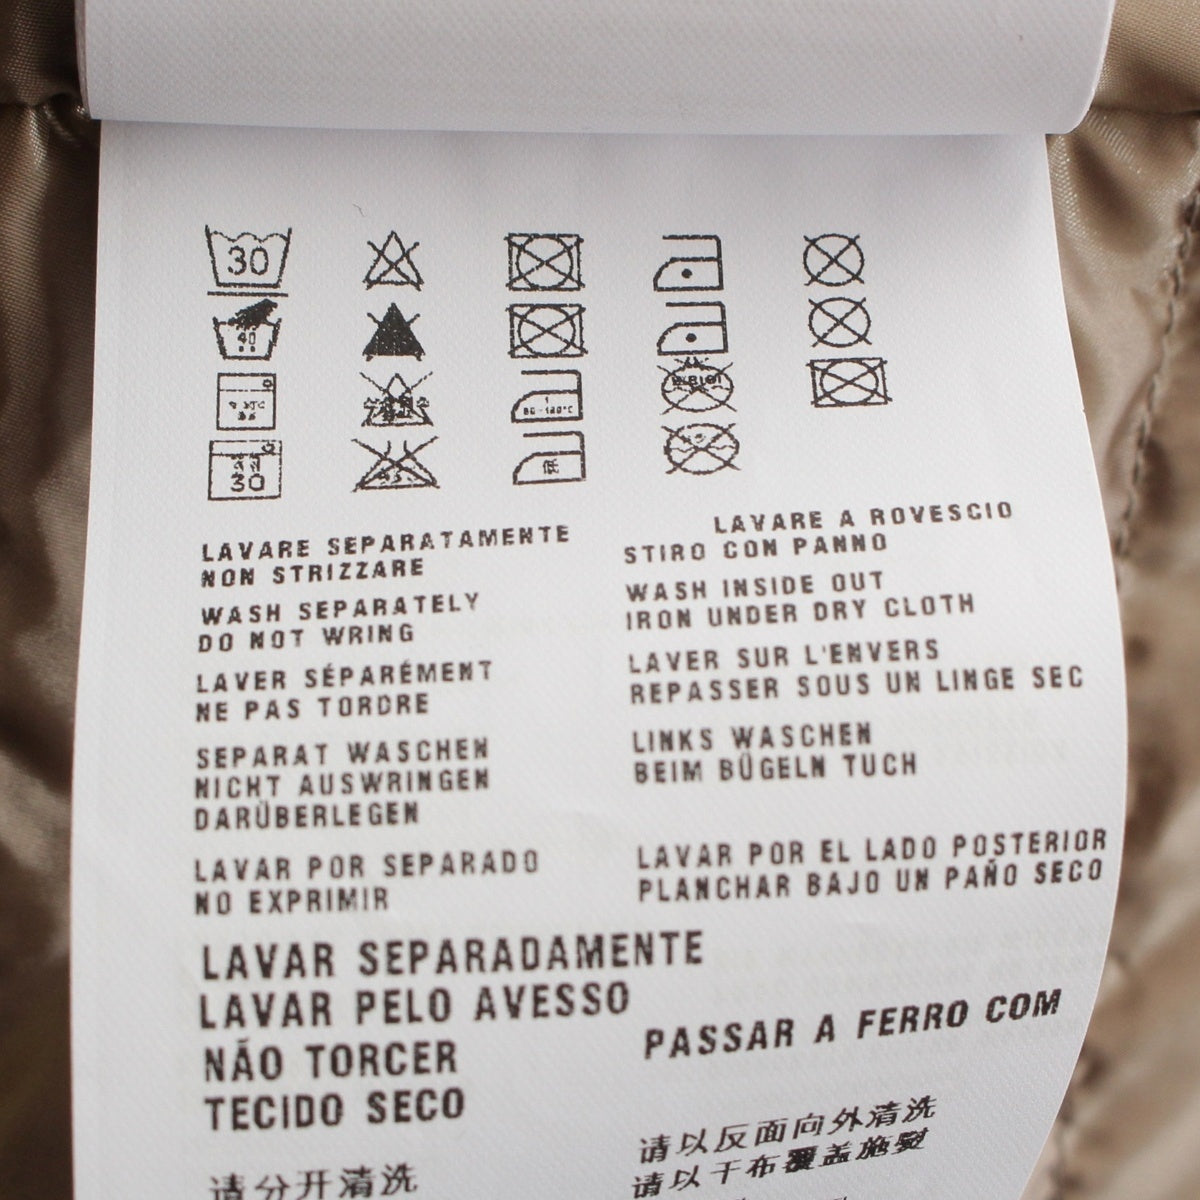 30
40
30
低
LAVARE SEPARATAMENTE
NON STRIZZARE
WASH SEPARATELY
DO NOT WRING
LAVER SÉPARÉMENT
NE PAS TORDRE
SEPARAT WASCHEN
NICHT AUSWRINGEN
DARÜBERLEGEN
LAVAR POR SEPARADO
NO EXPRIMIR
LAVARE A ROVESCIO
STIRO CON PANNO
WASH INSIDE OUT
IRON UNDER DRY CLOTH
LAVER SUR L'ENVERS
REPASSER SOUS UN LINGE SEC
LINKS WASCHEN
BEIM BÜGELN TUCH
LAVAR POR EL LADO POSTERIOR
PLANCHAR BAJO UN PAÑO SECO
LAVAR SEPARADAMENTE
LAVAR PELO AVESSO
NÃO TORCER
TECIDO SECO
PASSAR A FERRO COM
请分开清洗
请以反面向外清洗
请以干布覆盖施熨